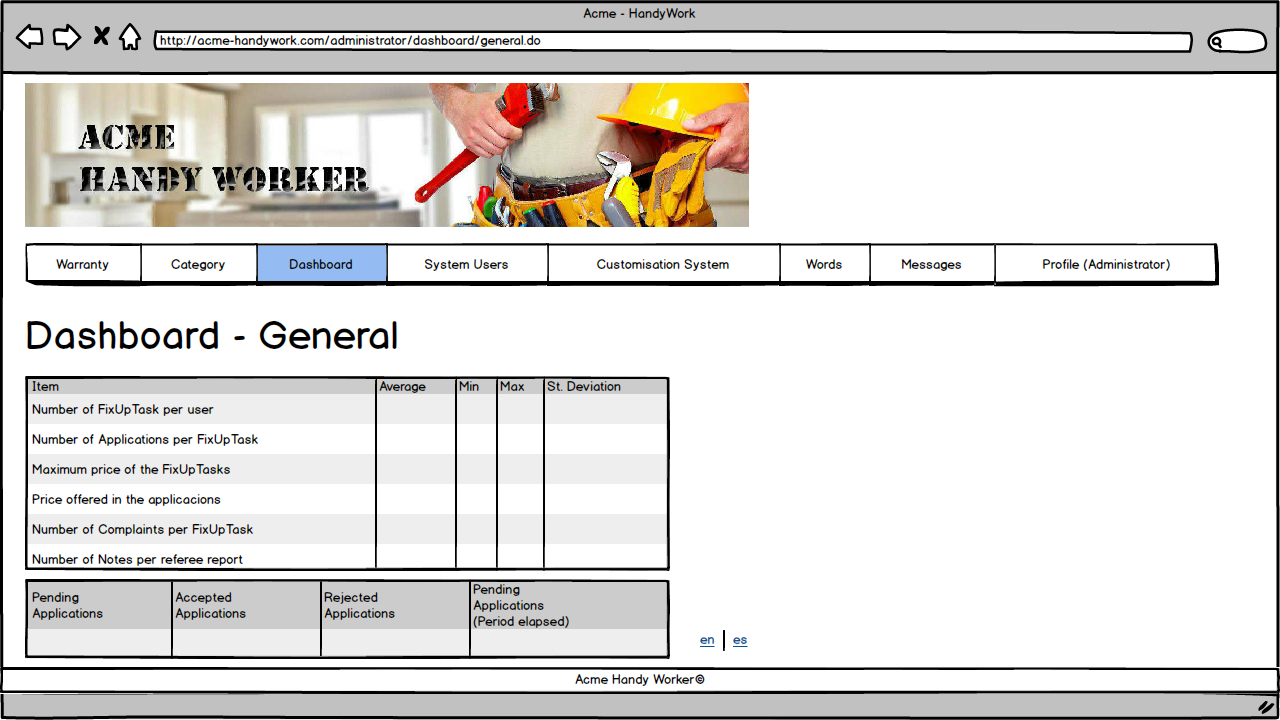 Acme - HandyWork
http://acme-handywork.com/administrator/dashboard/general.do
ACME
HANDY WORKER
Warranty Category Dashboard System Users Customisation System Words Messages Profile (Administrator)
Dashboard - General
Item Average Min Max St. Deviation
Number of FixUpTask per user
Number of Applications per FixUpTask
Maximum price of the FixUpTasks
Price offered in the applicacions
Number of Complaints per FixUpTask
Number of Notes per referee report
Pending
Applications
Accepted
Applications
Rejected
Applications
Pending
Applications
(Period elapsed)
en | es
Acme Handy Worker©